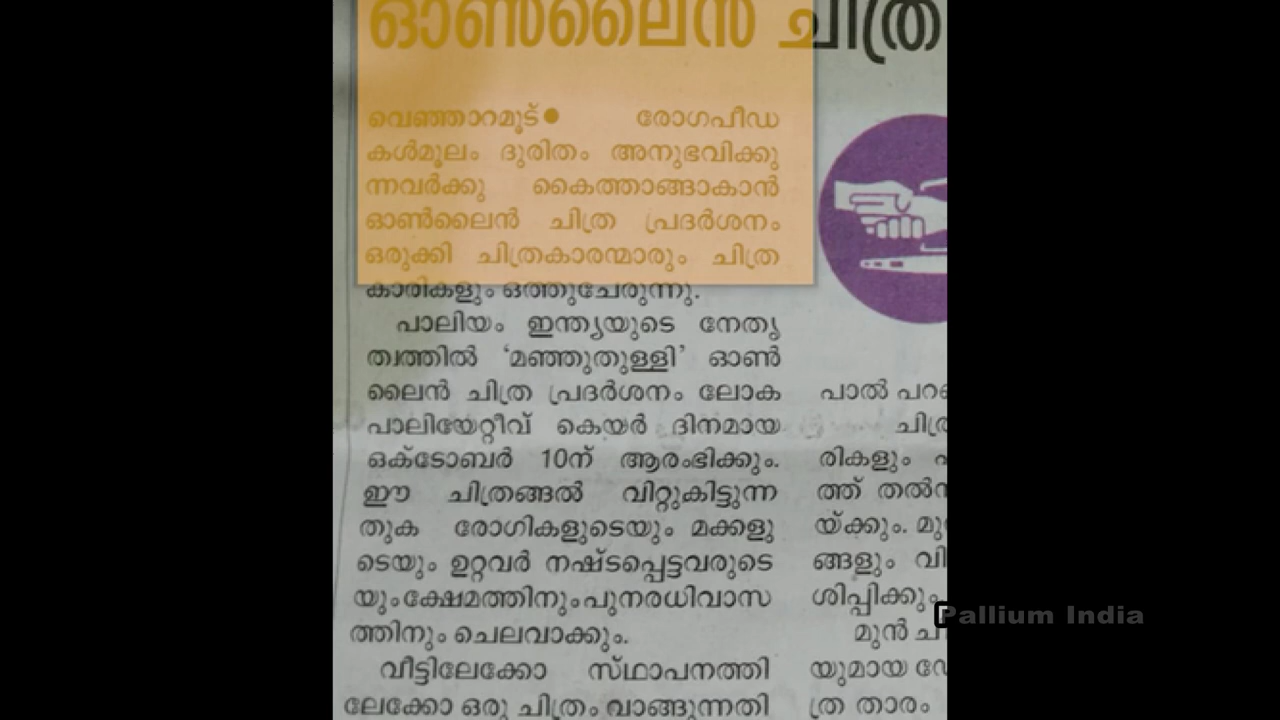 ഓൺലൈൻ ചിത്ര
വെഞ്ഞാറമൂട്● രോഗപീഡ
കൾമൂലം ദുരിതം അനുഭവിക്കു
ന്നവർക്കു കൈത്താങ്ങാകാൻ
ഓൺലൈൻ ചിത്ര പ്രദർശനം
ഒരുക്കി ചിത്രകാരന്മാരും ചിത്ര
കാരികളും ഒത്തുചേരുന്നു.
പാലിയം ഇന്ത്യയുടെ നേതൃ
ത്വത്തിൽ ‘മഞ്ഞുതുള്ളി’ ഓൺ
ലൈൻ ചിത്ര പ്രദർശനം ലോക
പാലിയേറ്റീവ് കെയർ ദിനമായ
ഒക്ടോബർ 10ന് ആരംഭിക്കും.
ഈ ചിത്രങ്ങൽ വിറ്റുകിട്ടുന്ന
തുക രോഗികളുടെയും മക്കളു
ടെയും ഉറ്റവർ നഷ്ടപ്പെട്ടവരുടെ
യും ക്ഷേമത്തിനും പുനരധിവാസ
ത്തിനും ചെലവാക്കും.
വീട്ടിലേക്കോ സ്ഥാപനത്തി
ലേക്കോ ഒരു ചിത്രം വാങ്ങുന്നതി
പാൽ
ചിത്ര
രികളും
ത്ത്
യ്ക്കും.
ങ്ങളും
ശിപ്പിക്കും.
മുൻ
യുമായ
ത്ര താരം
Pallium India